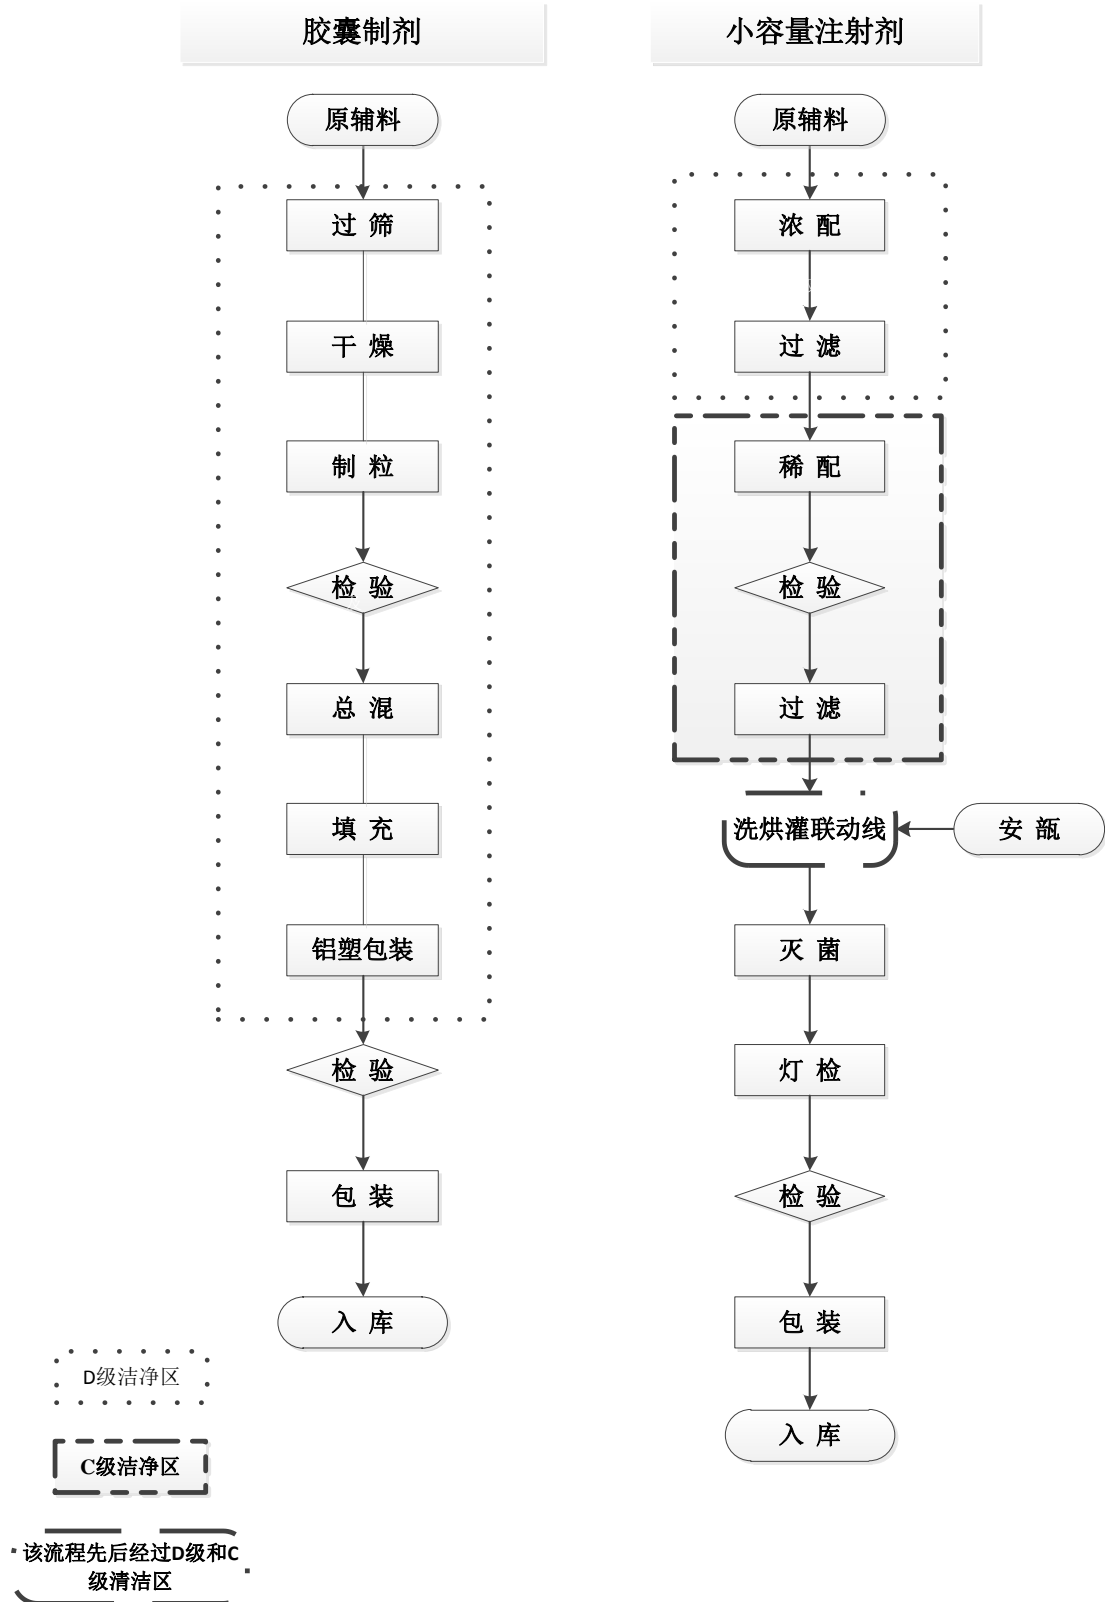 胶囊制剂
原辅料
过 筛
干 燥
制 粒
检 验
总 混
填 充
铝塑包装
检 验
包 装
入 库
小容量注射剂
原辅料
浓 配
过 滤
稀 配
检 验
过 滤
洗烘灌联动线
安 瓿
灭 菌
灯 检
检 验
包 装
入 库
D级洁净区
C级洁净区
该流程先后经过D级和C
级清洁区